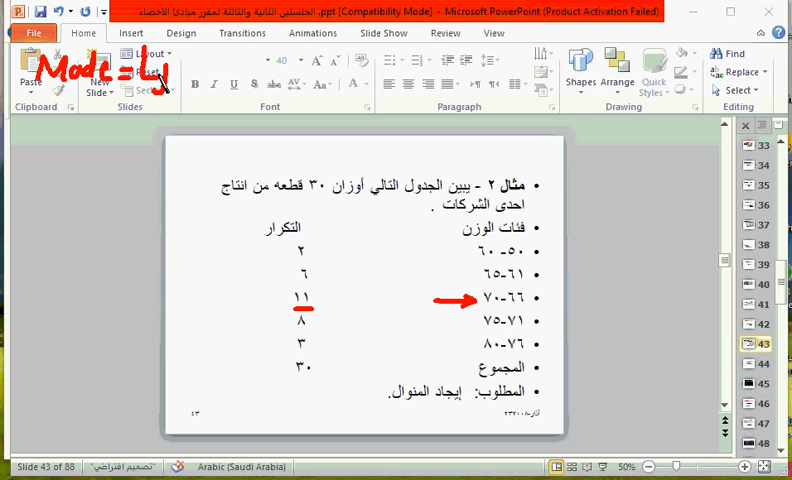 الجلستين الثانية والثالثة لمقرر مبادئ الاحصاء.ppt [Compatibility Mode] - Microsoft PowerPoint (Product Activation Failed)
File Home Insert Design Transitions Animations Slide Show Review View
Mode = Ly
Paste New Slide Layout Reset 40 Shapes Arrange Quick Styles Find Replace Select
Clipboard Slides Font Paragraph Drawing Editing
• مثال ٢ - يبين الجدول التالي أوزان ٣٠ قطعه من انتاج
احدى الشركات .
• فئات الوزن التكرار
• ٥٠-٦٠ ٢
• ٦١-٦٥ ٦
• ٦٦-٧٠ ١١
• ٧١-٧٥ ٨
• ٧٦-٨٠ ٣
• المجموع ٣٠
• المطلوب: إيجاد المنوال.
٤٣
33
34
35
36
37
38
39
40
41
42
43
44
45
46
47
48
Slide 43 of 88 "تصميم افتراضي" Arabic (Saudi Arabia) 50%